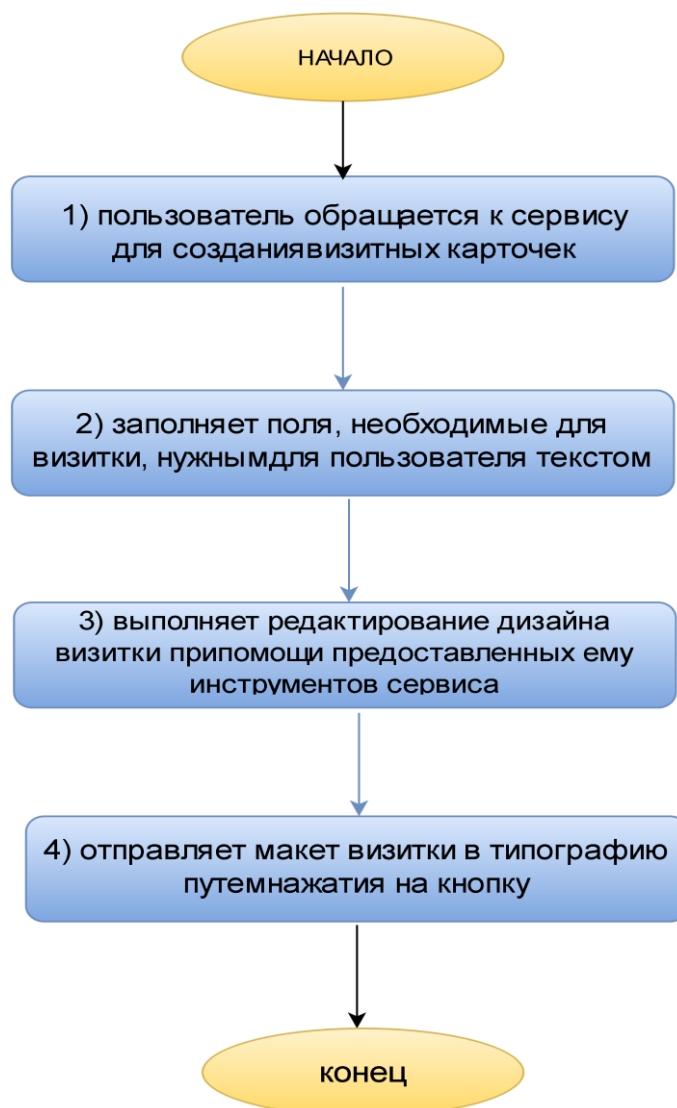 НАЧАЛО
1) пользователь обращается к сервису
для созданиявизитных карточек
2) заполняет поля, необходимые для
визитки, нужнымдля пользователя текстом
3) выполняет редактирование дизайна
визитки припомощи предоставленных ему
инструментов сервиса
4) отправляет макет визитки в типографию
путемнажатия на кнопку
конец